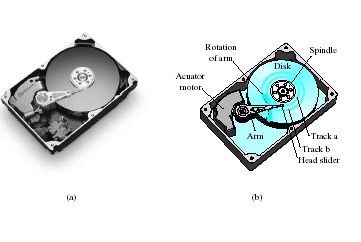 Rotation
of arm
Spindle
Disk
Acuator
motor
Arm
Track a
Track b
Head slider
(a)
(b)